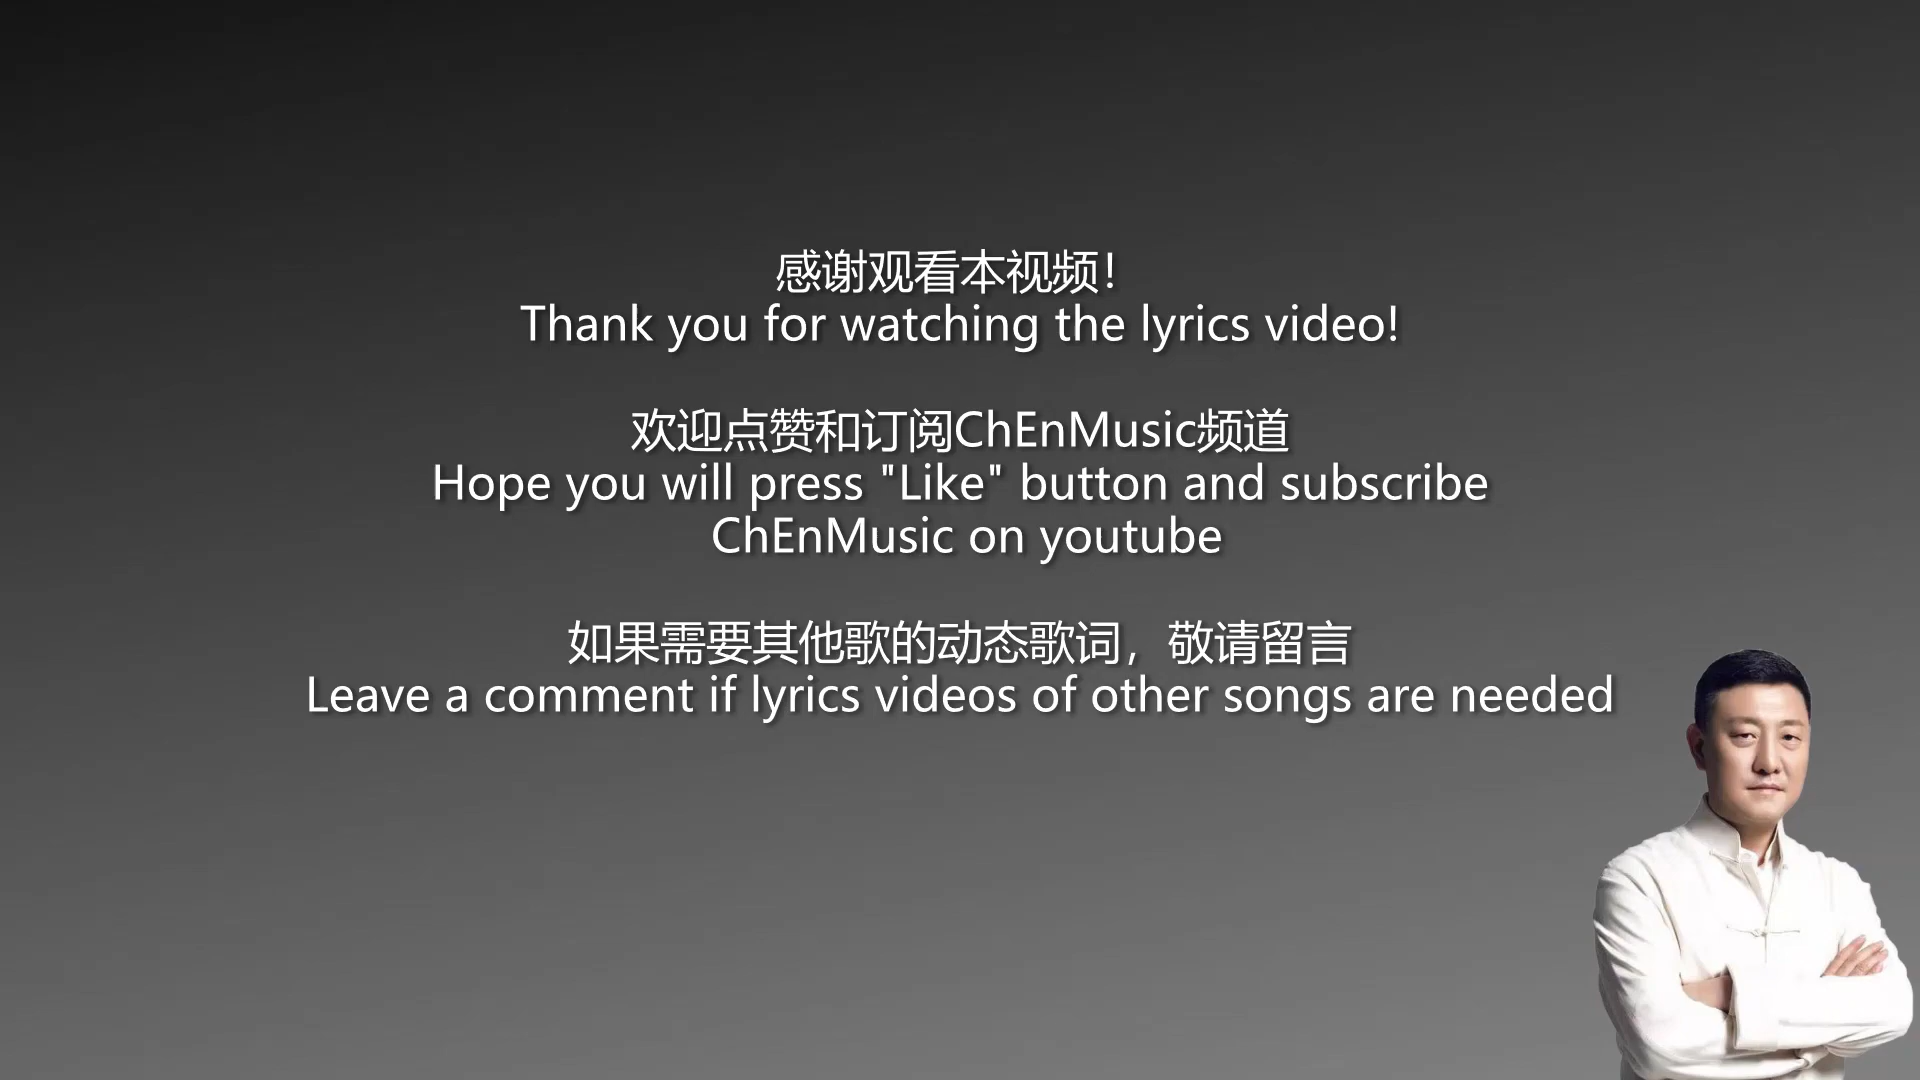 感谢观看本视频！
Thank you for watching the lyrics video!
欢迎点赞和订阅ChEnMusic频道
Hope you will press "Like" button and subscribe
ChEnMusic on youtube
如果需要其他歌的动态歌词，敬请留言
Leave a comment if lyrics videos of other songs are needed